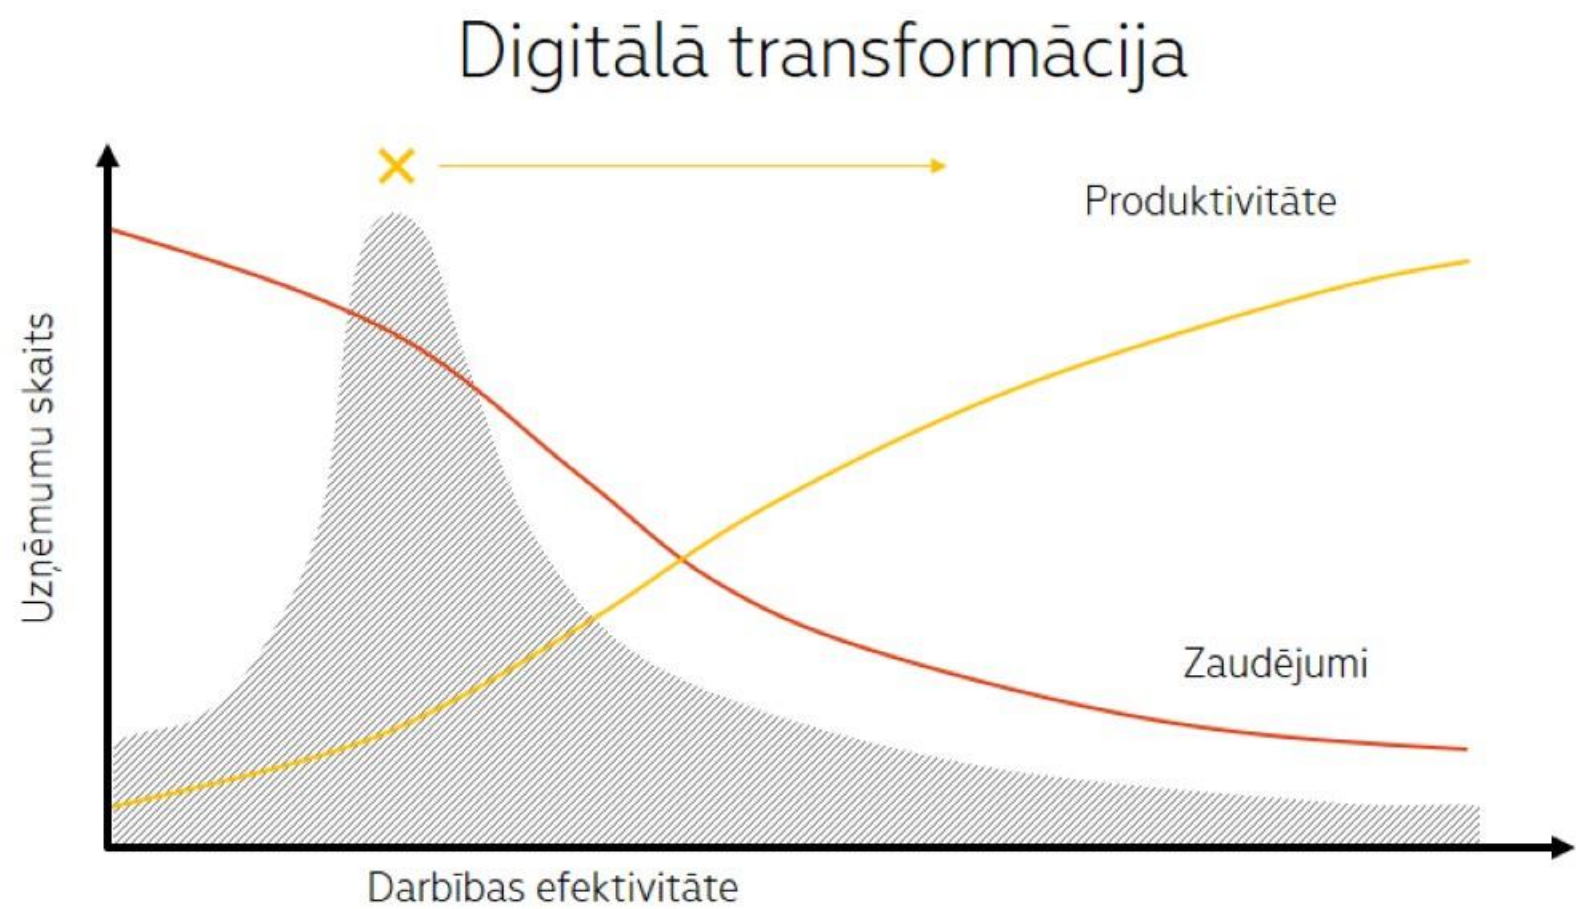 Digitālā transformācija
Produktivitāte
Uzņēmumu skaits
Zaudējumi
Darbības efektivitāte